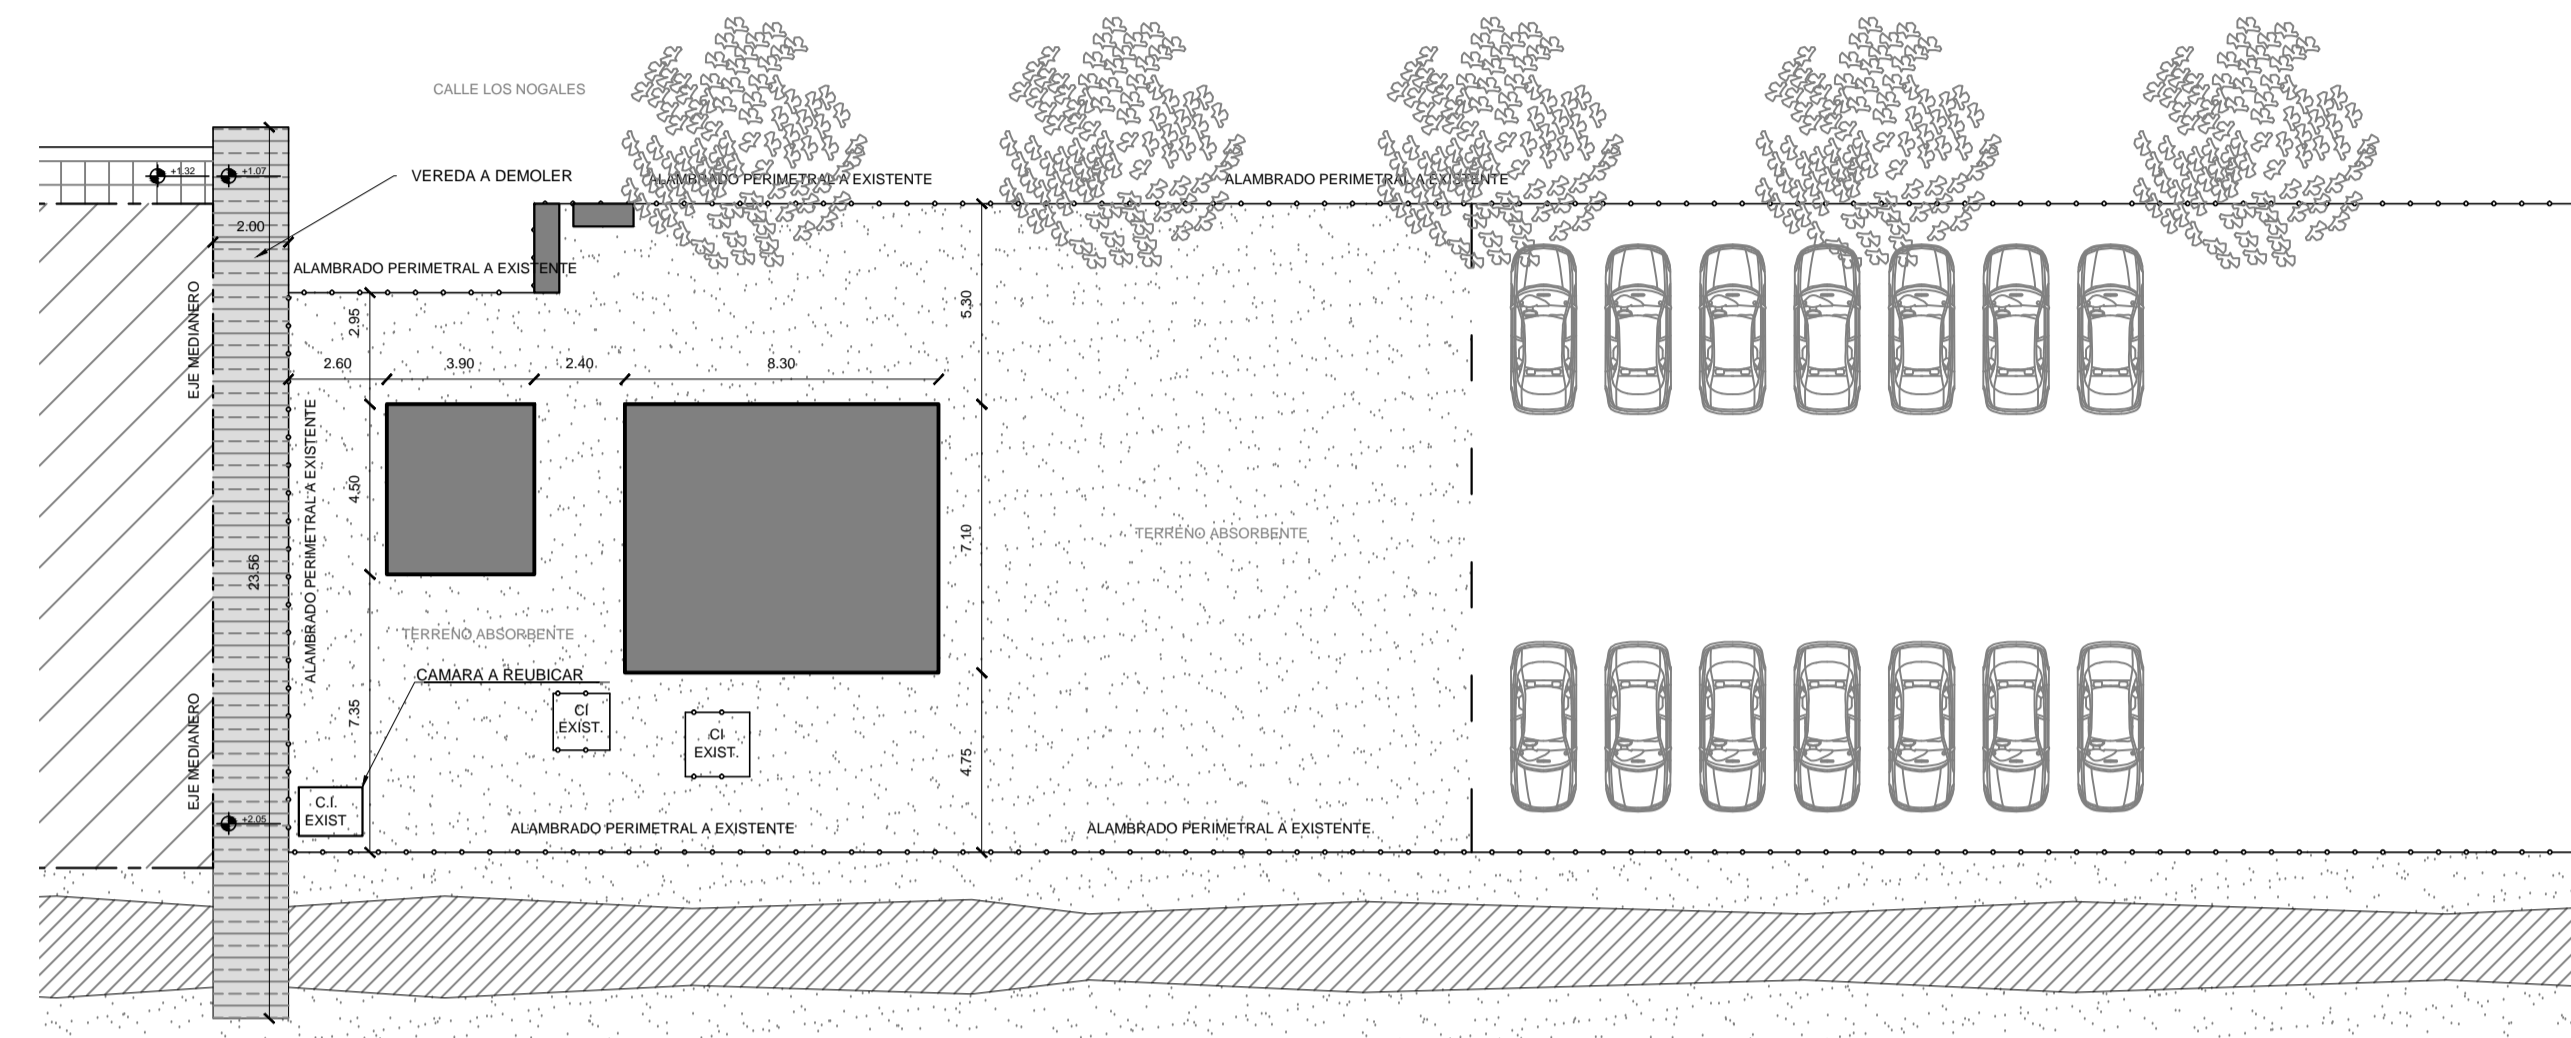 CALLE LOS NOGALES
VEREDA A DEMOLER
ALAMBRADO PERIMETRAL A EXISTENTE
ALAMBRADO PERIMETRAL A EXISTENTE
+1.32
+1.07
2.00
ALAMBRADO PERIMETRAL A EXISTENTE
EJE MEDIANERO
2.95
5.30
2.60
3.90
2.40
8.30
ALAMBRADO PERIMETRAL A EXISTENTE
4.50
7.10
TERRENO ABSORBENTE
23.56
TERRENO ABSORBENTE
CAMARA A REUBICAR
EJE MEDIANERO
7.35
CI
EXIST.
CI
EXIST.
4.75
C.I.
EXIST.
+2.05
ALAMBRADO PERIMETRAL A EXISTENTE
ALAMBRADO PERIMETRAL A EXISTENTE